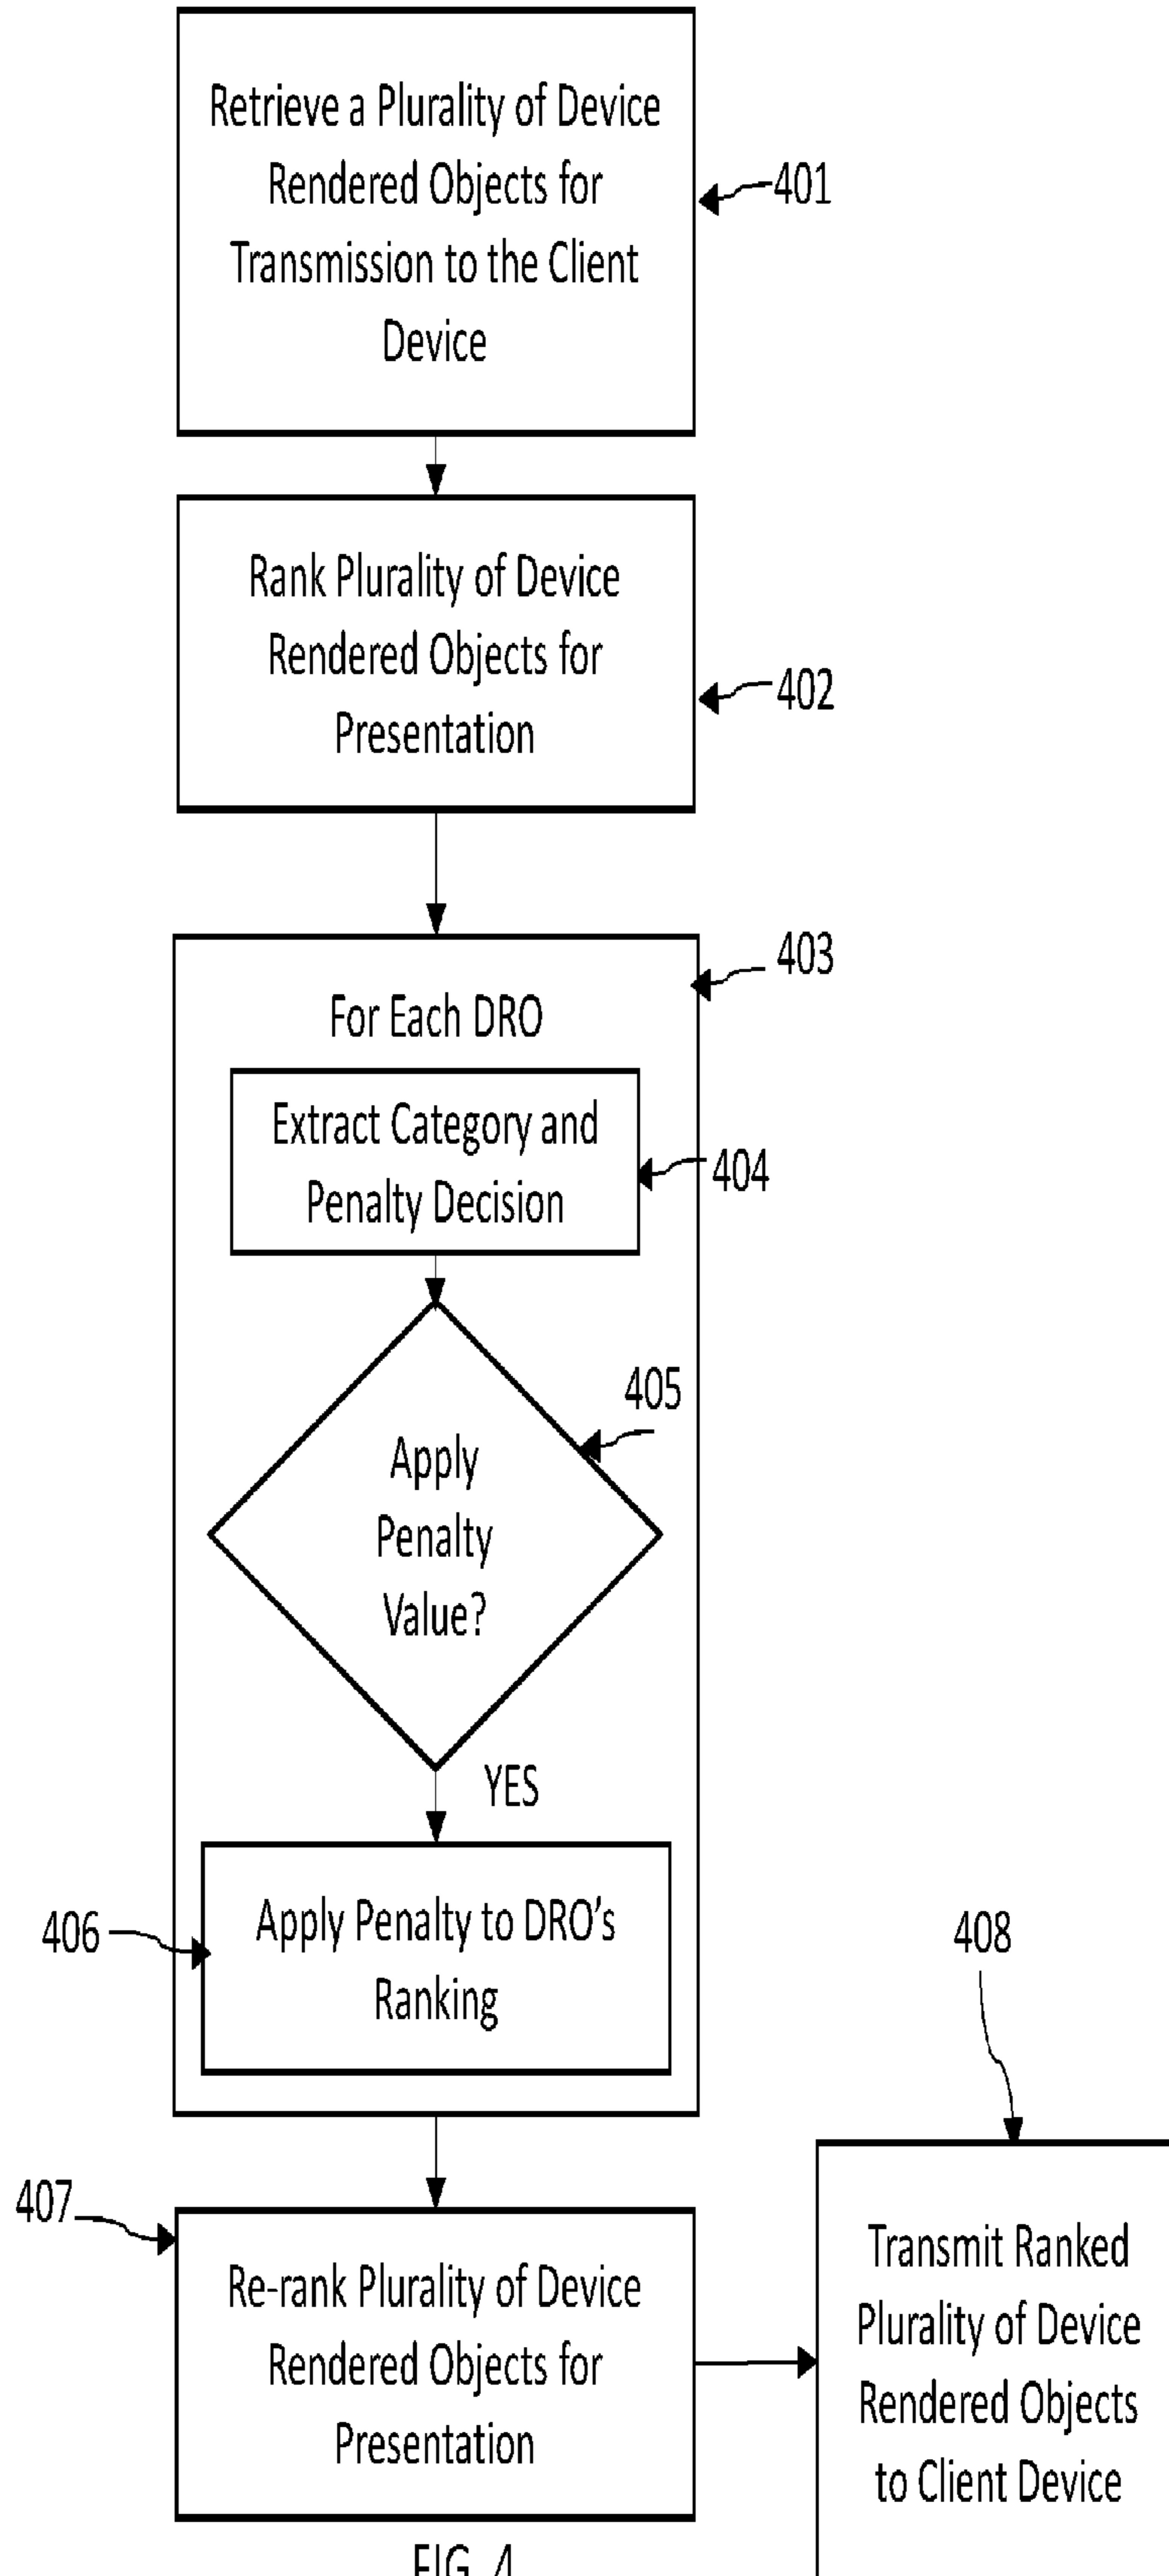 Retrieve a Plurality of Device
Rendered Objects for
Transmission to the Client
Device
401
Rank Plurality of Device
Rendered Objects for
Presentation
402
403
For Each DRO
Extract Category and
Penalty Decision
404
405
Apply
Penalty
Value?
YES
406
Apply Penalty to DRO's
Ranking
408
407
Re-rank Plurality of Device
Rendered Objects for
Presentation
Transmit Ranked
Plurality of Device
Rendered Objects
to Client Device
FIG. 4